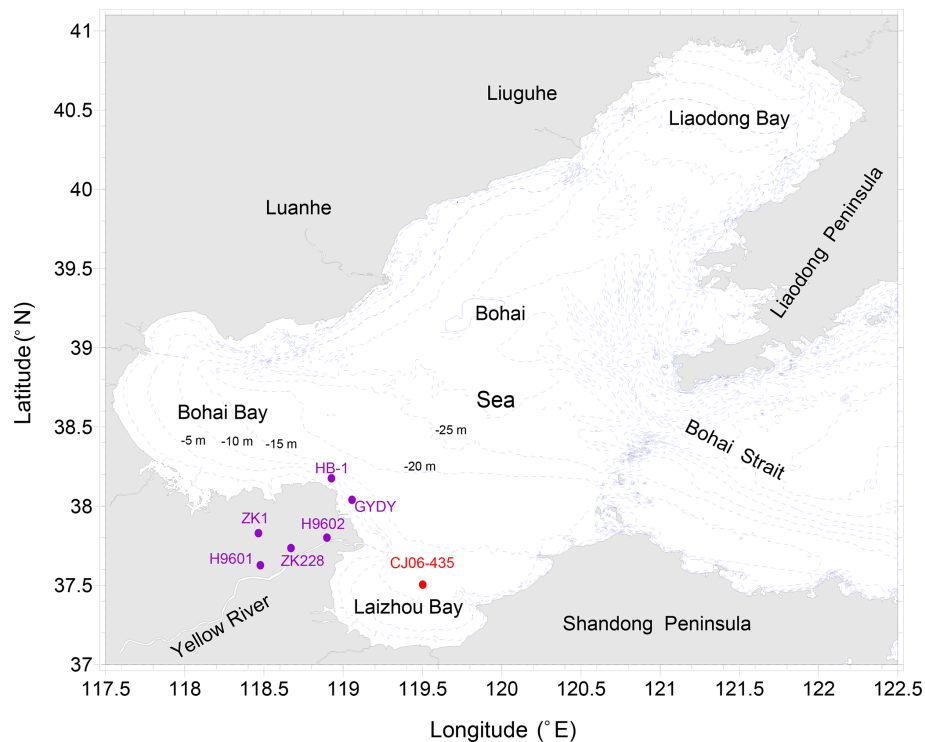 41
40.5
40
39.5
39
38.5
38
37.5
37
Latitude (°N)
Liuguhe
Liaodong Bay
Luanhe
Liaodong Peninsula
Bohai
Sea
Bohai Bay
-5 m
-10 m
-15 m
-25 m
-20 m
Bohai Strait
HB-1
GYDY
ZK1
H9602
H9601
ZK228
CJ06-435
Laizhou Bay
Yellow River
Shandong Peninsula
117.5
118
118.5
119
119.5
120
120.5
121
121.5
122
122.5
Longitude (°E)